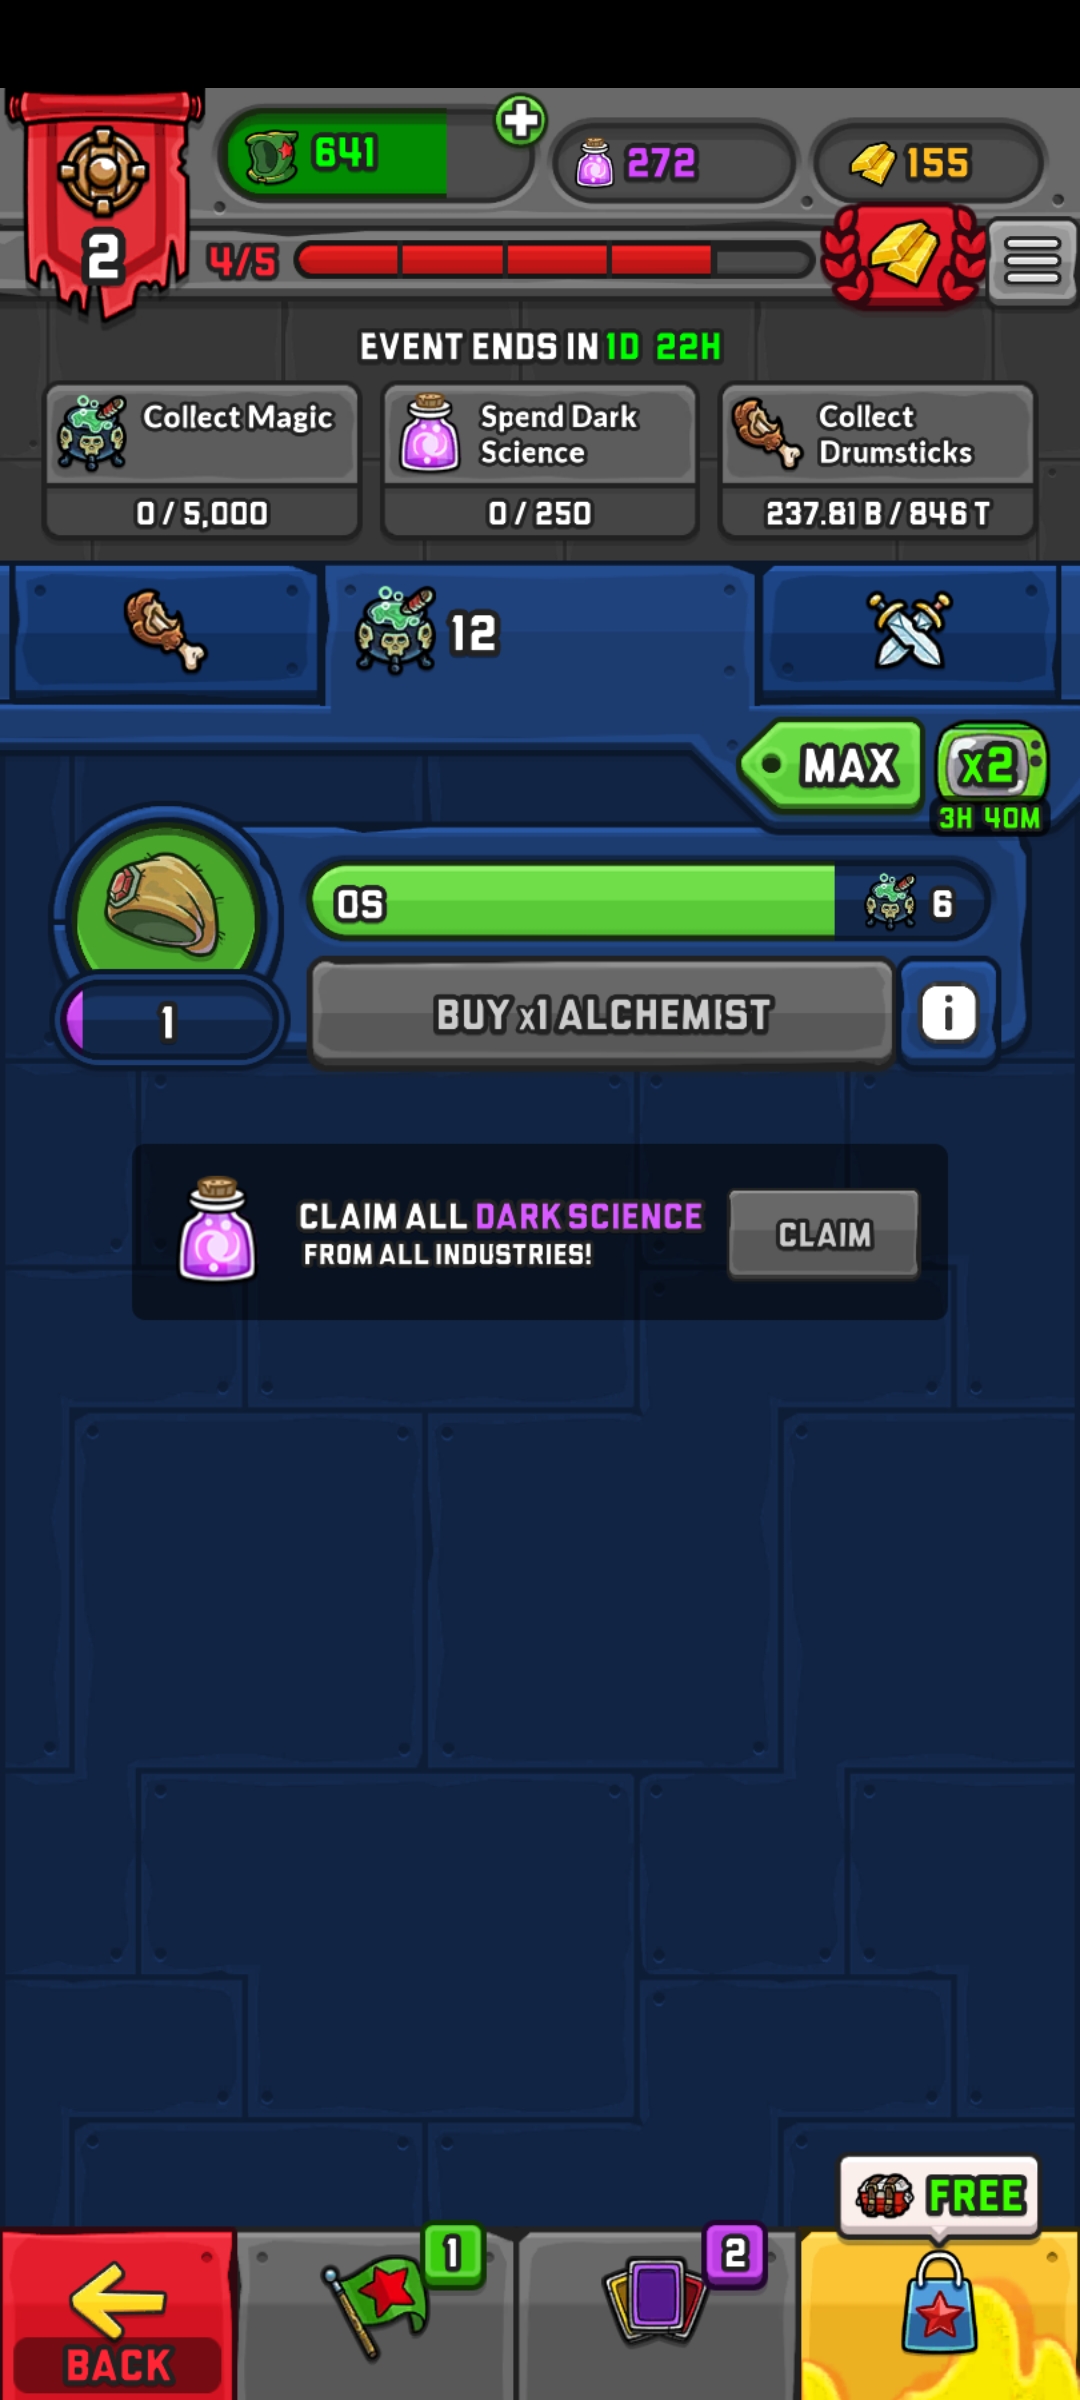 641
272
155
2
4/5
EVENT ENDS IN 1D 22H
Collect Magic
0 / 5,000
Spend Dark
Science
0 / 250
Collect
Drumsticks
237.81 B / 846 T
12
MAX
x2
3H 40M
0S
6
1
BUY x1 ALCHEMIST
i
CLAIM ALL DARK SCIENCE
FROM ALL INDUSTRIES!
CLAIM
FREE
1
2
BACK